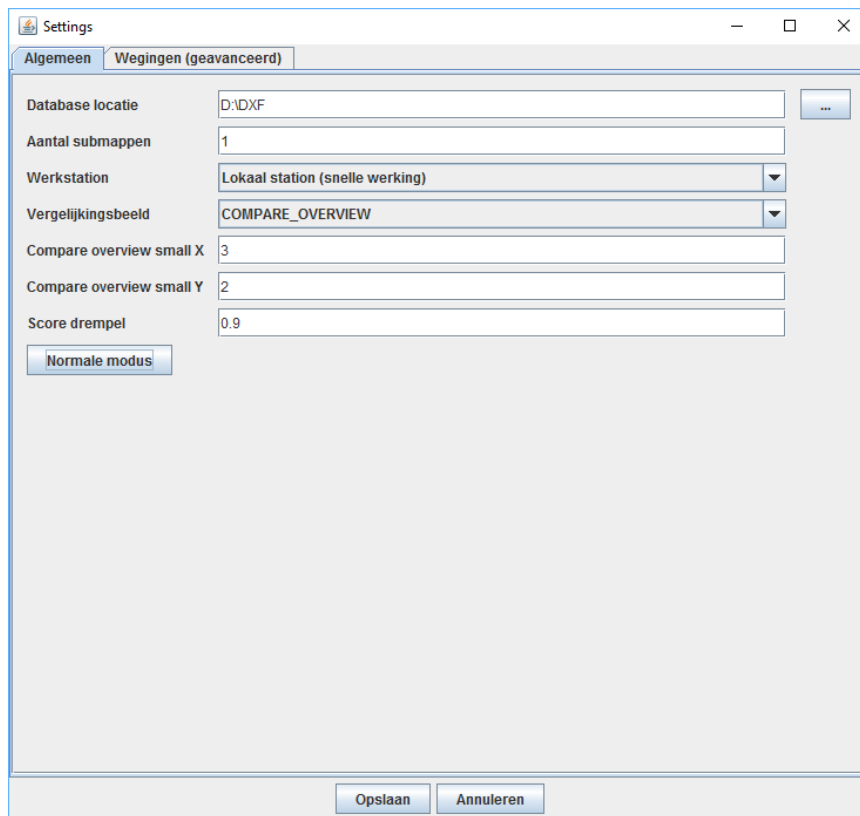 Settings
Algemeen Wegingen (geavanceerd)
Database locatie D:\DXF ...
Aantal submappen 1
Werkstation Lokaal station (snelle werking)
Vergelijkingsbeeld COMPARE_OVERVIEW
Compare overview small X 3
Compare overview small Y 2
Score drempel 0.9
Normale modus
Opslaan Annuleren